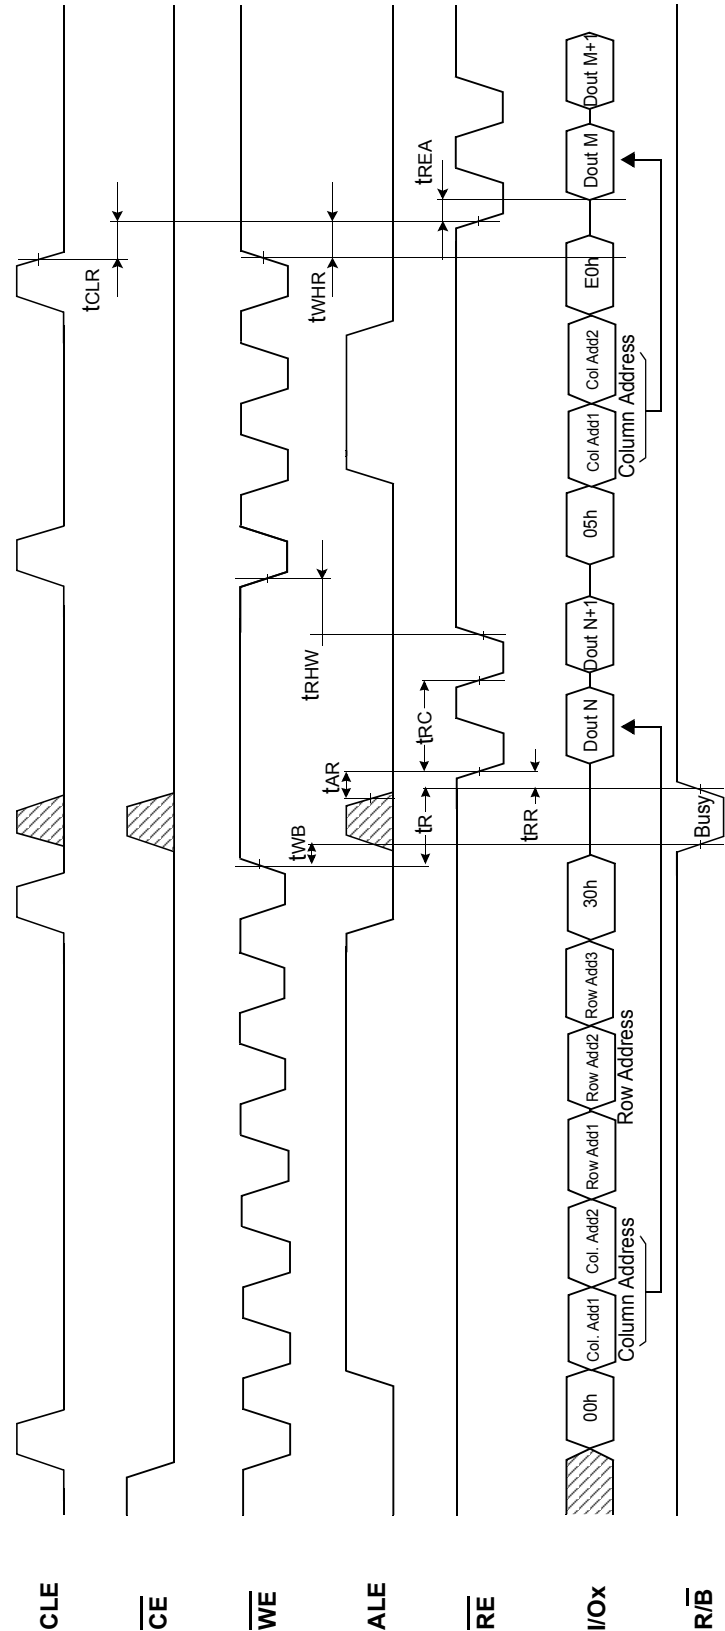 CLE
tCLR
CE
WE
tWB
tRHW
tWHR
ALE
tAR
RE
tR
tRC
tREA
tRR
I/Ox
00h
Col. Add1
Col. Add2
Row Add1
Row Add2
Row Add3
30h
Dout N
Dout N+1
05h
Col Add1
Col Add2
E0h
Dout M
Dout M+1
Column Address
Row Address
Column Address
R/B
Busy